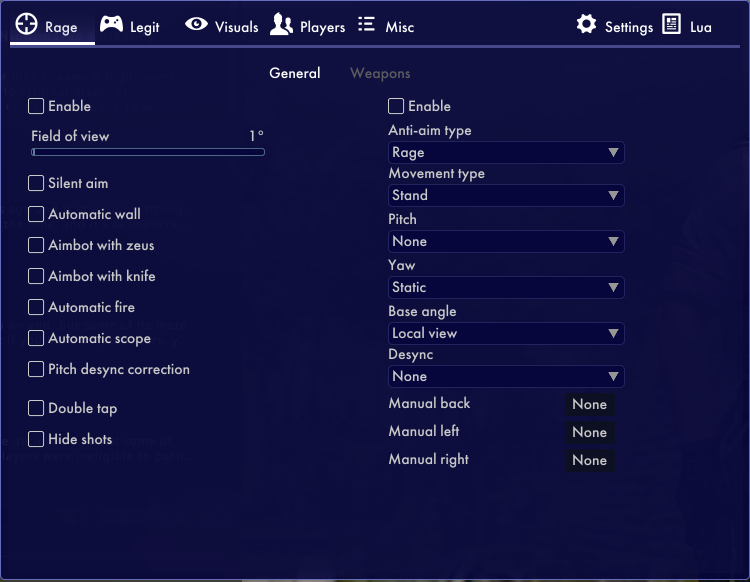 Rage Legit Visuals Players Misc Settings Lua
General Weapons
Enable
Field of view 1°
Silent aim
Automatic wall
Aimbot with zeus
Aimbot with knife
Automatic fire
Automatic scope
Pitch desync correction
Double tap
Hide shots
Enable
Anti-aim type
Rage
Movement type
Stand
Pitch
None
Yaw
Static
Base angle
Local view
Desync
None
Manual back None
Manual left None
Manual right None